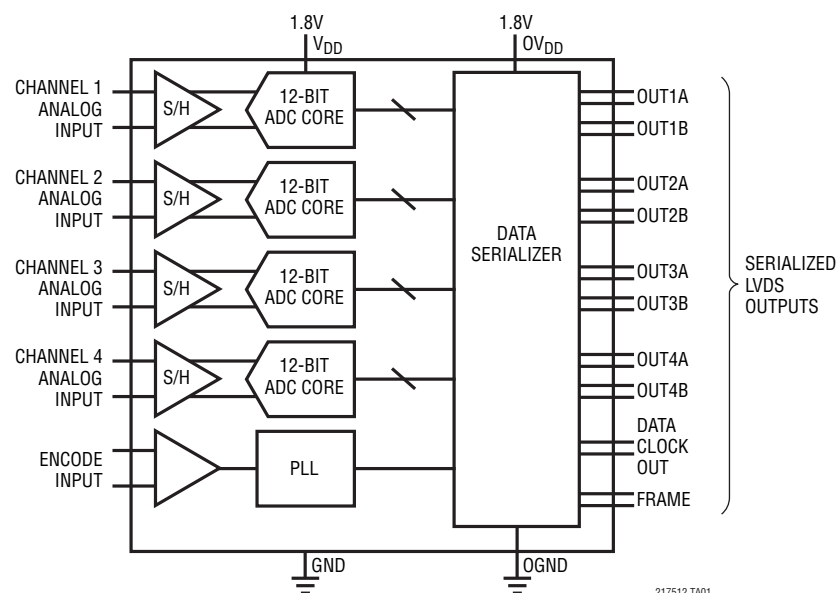 1.8V
VDD
1.8V
OVDD
CHANNEL 1
ANALOG
INPUT
S/H
12-BIT
ADC CORE
OUT1A
OUT1B
CHANNEL 2
ANALOG
INPUT
S/H
12-BIT
ADC CORE
OUT2A
OUT2B
DATA
SERIALIZER
CHANNEL 3
ANALOG
INPUT
S/H
12-BIT
ADC CORE
OUT3A
OUT3B
SERIALIZED
LVDS
OUTPUTS
CHANNEL 4
ANALOG
INPUT
S/H
12-BIT
ADC CORE
OUT4A
OUT4B
ENCODE
INPUT
PLL
DATA
CLOCK
OUT
FRAME
GND
OGND
217512 TA01